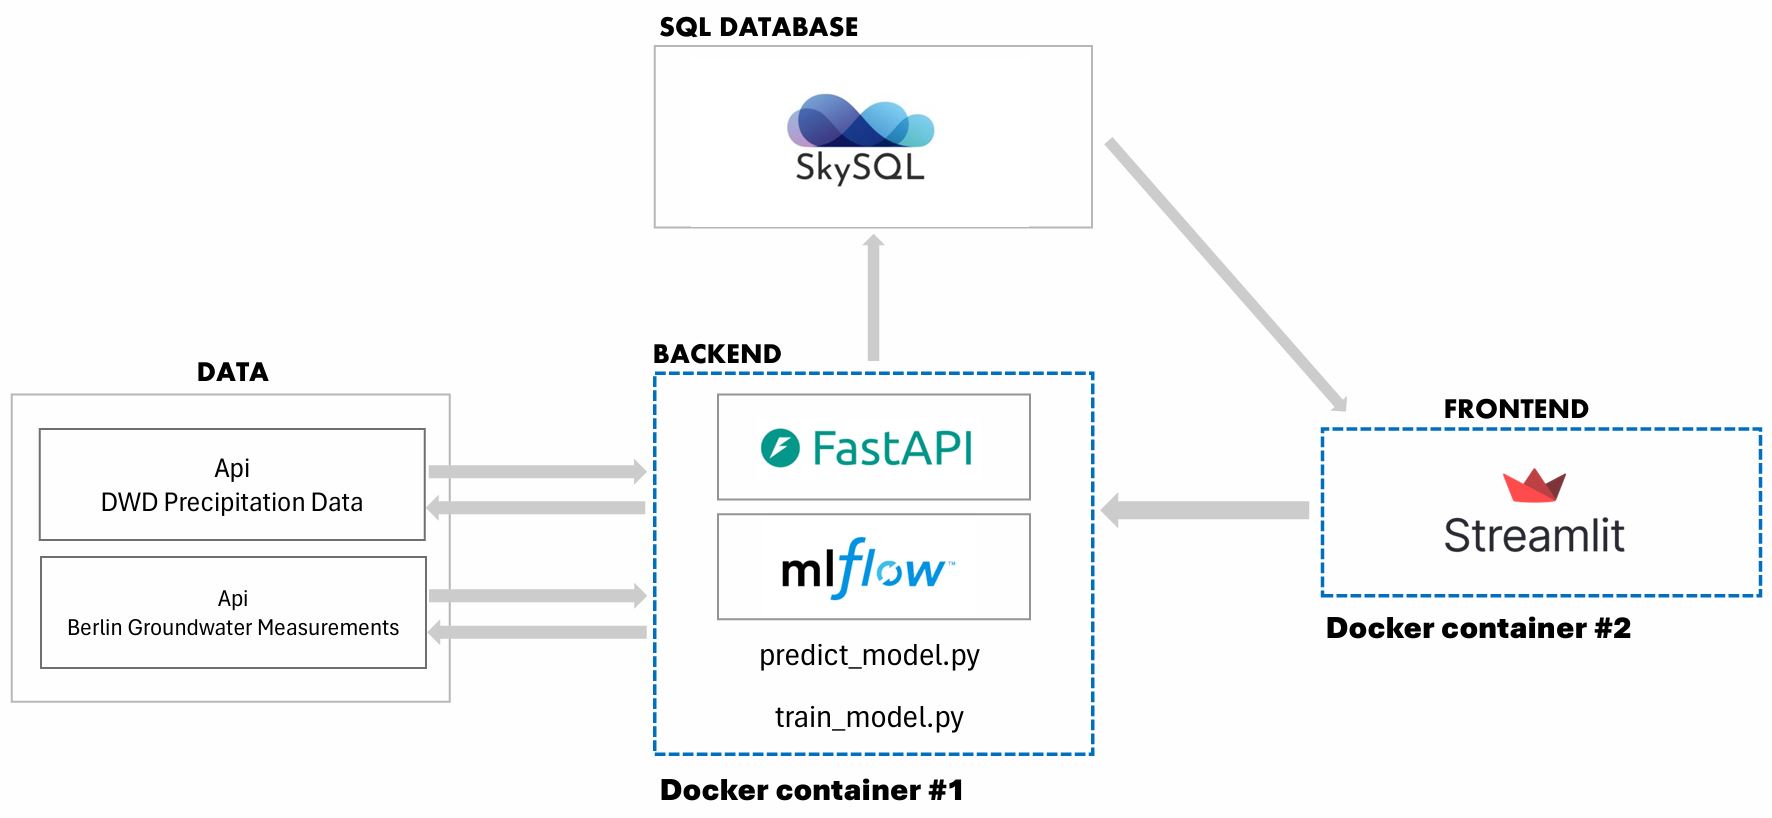 SQL DATABASE
SkySQL
BACKEND
DATA
FastAPI
Api
DWD Precipitation Data
mlflow™
Api
Berlin Groundwater Measurements
predict_model.py
train_model.py
Docker container #1
FRONTEND
Streamlit
Docker container #2